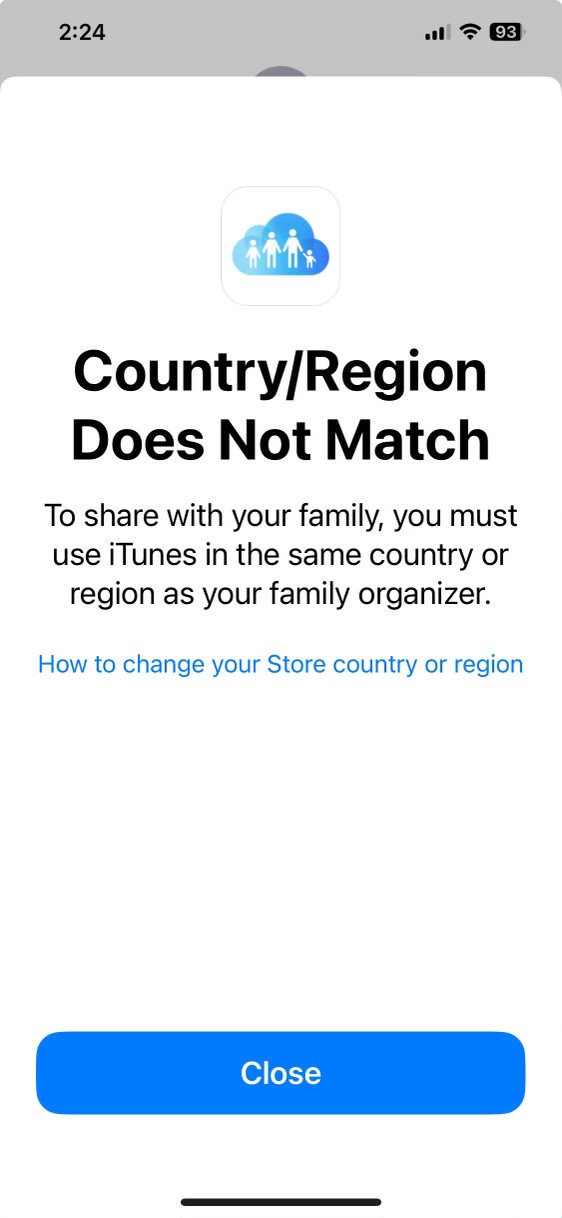 2:24
93
Country/Region
Does Not Match
To share with your family, you must
use iTunes in the same country or
region as your family organizer.
How to change your Store country or region
Close